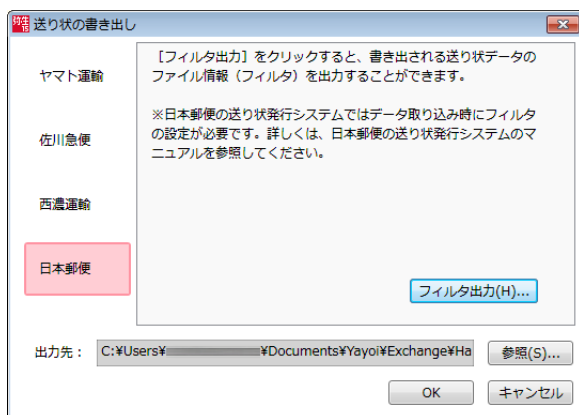 送り状の書き出し
ヤマト運輸
佐川急便
西濃運輸
日本郵便
[フィルタ出力]をクリックすると、書き出される送り状データの
ファイル情報（フィルタ）を出力することができます。
※日本郵便の送り状発行システムではデータ取り込み時にフィルタ
の設定が必要です。詳しくは、日本郵便の送り状発行システムのマ
ニュアルを参照してください。
フィルタ出力(H)...
出力先： C:¥Users¥ ¥Documents¥Yayoi¥Exchange¥Ha 参照(S)...
OK キャンセル